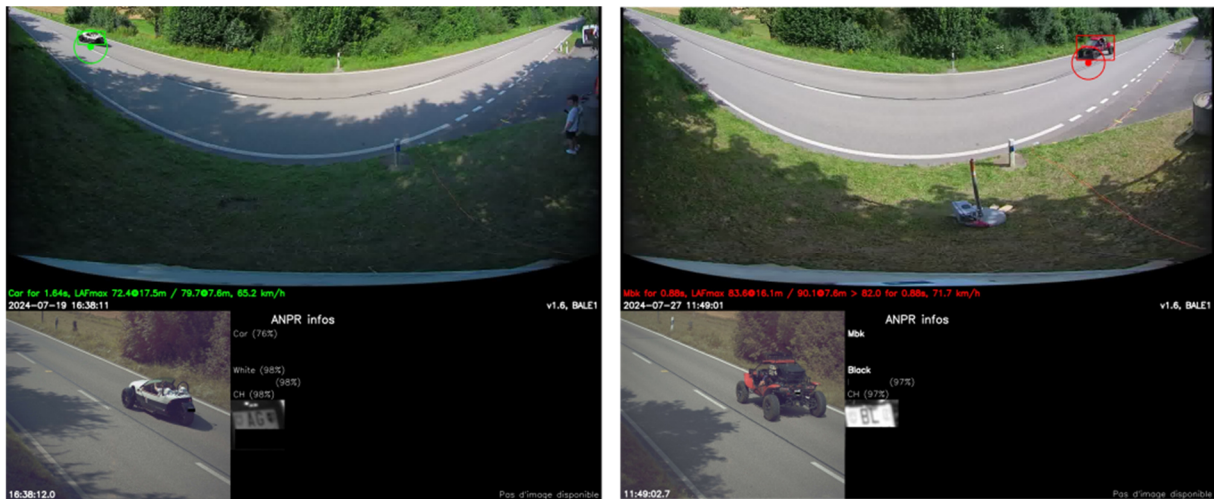 Car for 1.64s, LAFmax 72.4@17.5m / 79.7@7.6m, 65.2 km/h
2024-07-19 16:38:11
v1.6, BALE1
ANPR infos
Car (76%)
White (98%)
(98%)
CH (98%)
AG
16:38:12.0
Pas d'image disponible
Mbk for 0.88s, LAFmax 83.6@16.1m / 90.1@7.6m > 82.0 for 0.88s, 71.7 km/h
2024-07-27 11:49:01
v1.6, BALE1
ANPR infos
Mbk
Black
(97%)
CH (97%)
BL
11:49:02.7
Pas d'image disponible